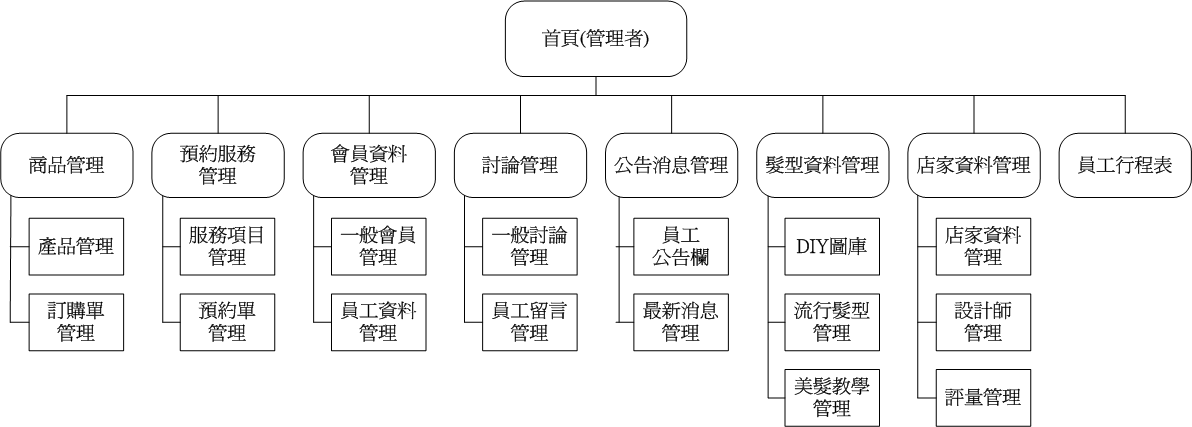 首頁(管理者)
商品管理
預約服務
管理
會員資料
管理
討論管理
公告消息管理
髮型資料管理
店家資料管理
員工行程表
產品管理
服務項目
管理
一般會員
管理
一般討論
管理
員工
公告欄
DIY圖庫
店家資料
管理
訂購單
管理
預約單
管理
員工資料
管理
員工留言
管理
最新消息
管理
流行髮型
管理
設計師
管理
美髮教學
管理
評量管理